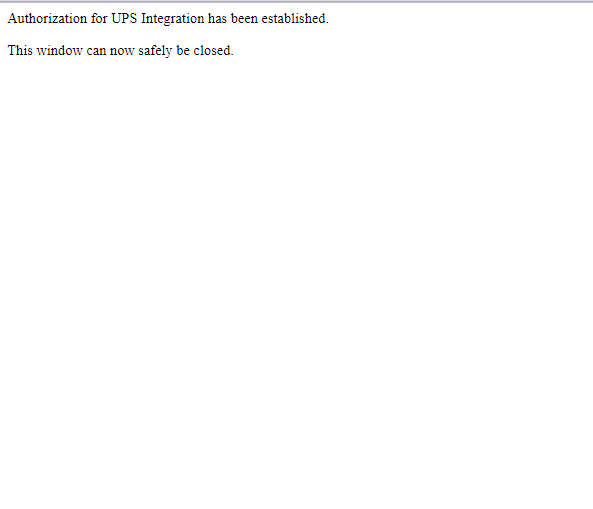 Authorization for UPS Integration has been established.
This window can now safely be closed.